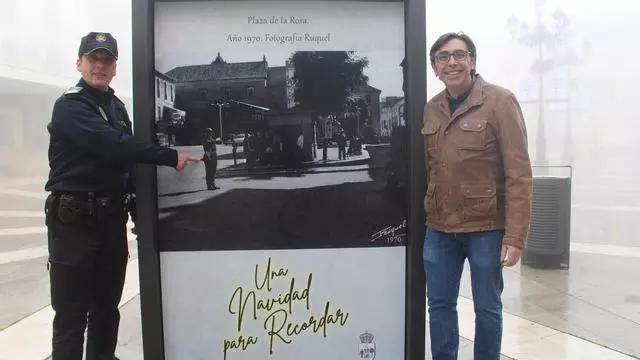 Plaza de la Rosa.
Año 1970. Fotografía Ruquel
Ruquel
1970
Una
Navidad
para
Recordar